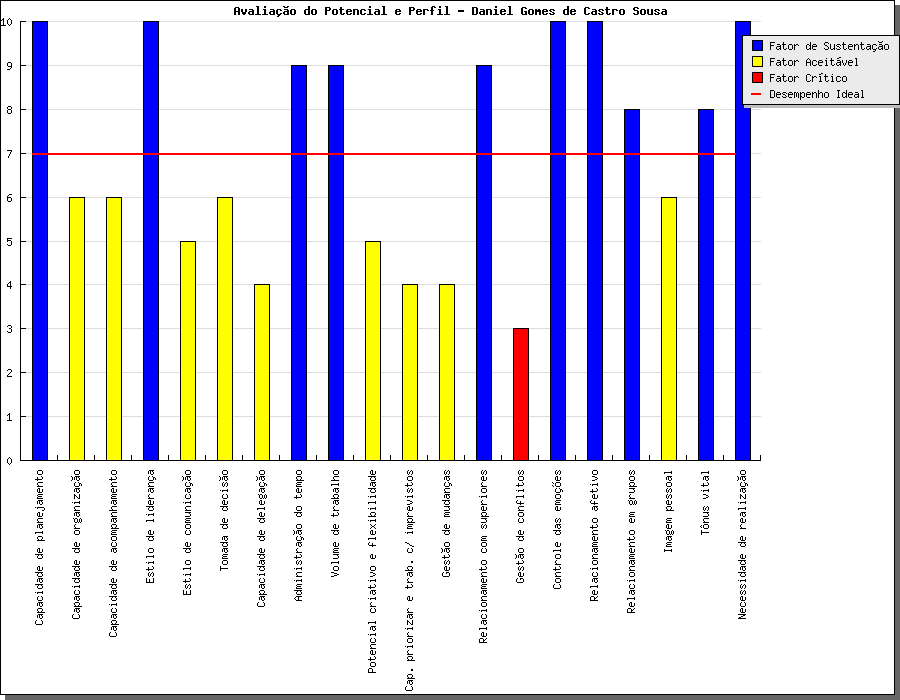 Avaliação do Potencial e Perfil - Daniel Gomes de Castro Sousa
10
9
8
7
6
5
4
3
2
1
0
Fator de Sustentação
Fator Aceitável
Fator Crítico
Desempenho Ideal
Capacidade de planejamento
Capacidade de organização
Capacidade de acompanhamento
Estilo de liderança
Estilo de comunicação
Tomada de decisão
Capacidade de delegação
Administração do tempo
Volume de trabalho
Potencial criativo e flexibilidade
Cap. priorizar e trab. c/ imprevistos
Gestão de mudanças
Relacionamento com superiores
Gestão de conflitos
Controle das emoções
Relacionamento afetivo
Relacionamento em grupos
Imagem pessoal
Tônus vital
Necessidade de realização